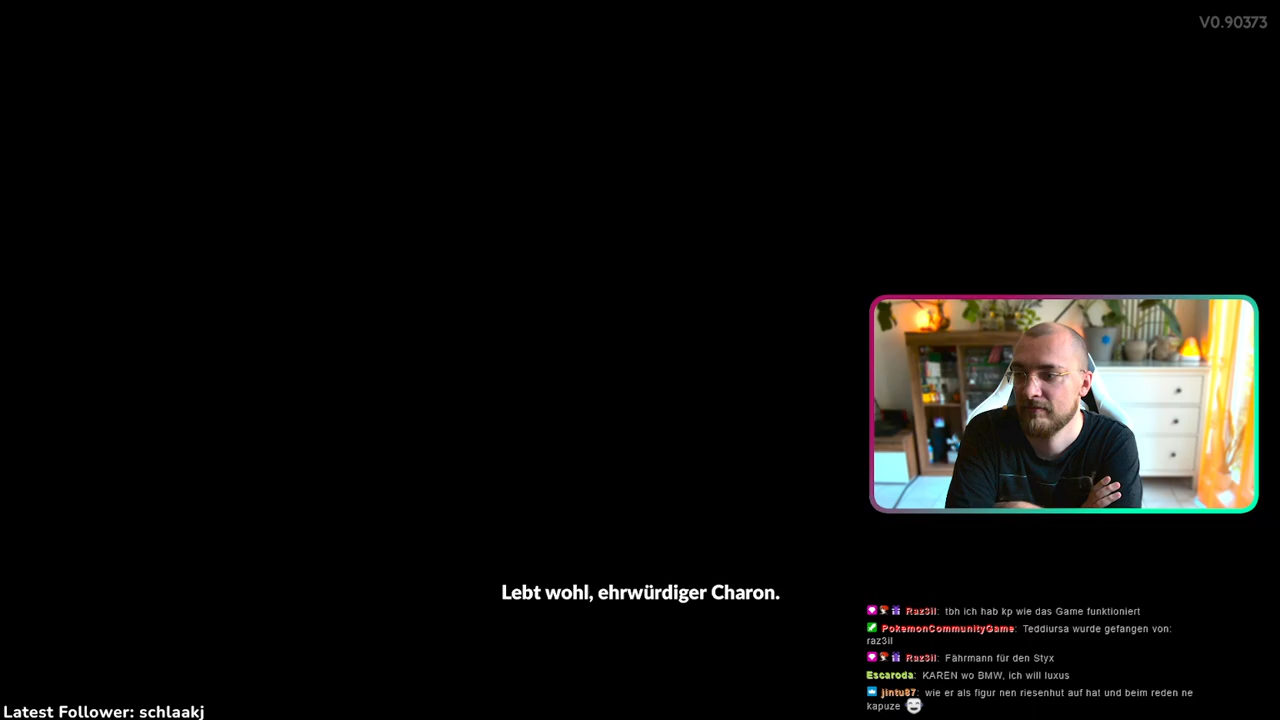 V0.90373
Lebt wohl, ehrwürdiger Charon.
Raz3il: tbh ich hab kp wie das Game funktioniert
PokemonCommunityGame: Teddiursa wurde gefangen von:
raz3il
Raz3il: Fährmann für den Styx
Escaroda: KAREN wo BMW, ich will luxus
jintu87: wie er als figur nen riesenhut auf hat und beim reden ne
kapuze
Latest Follower: schlaakj